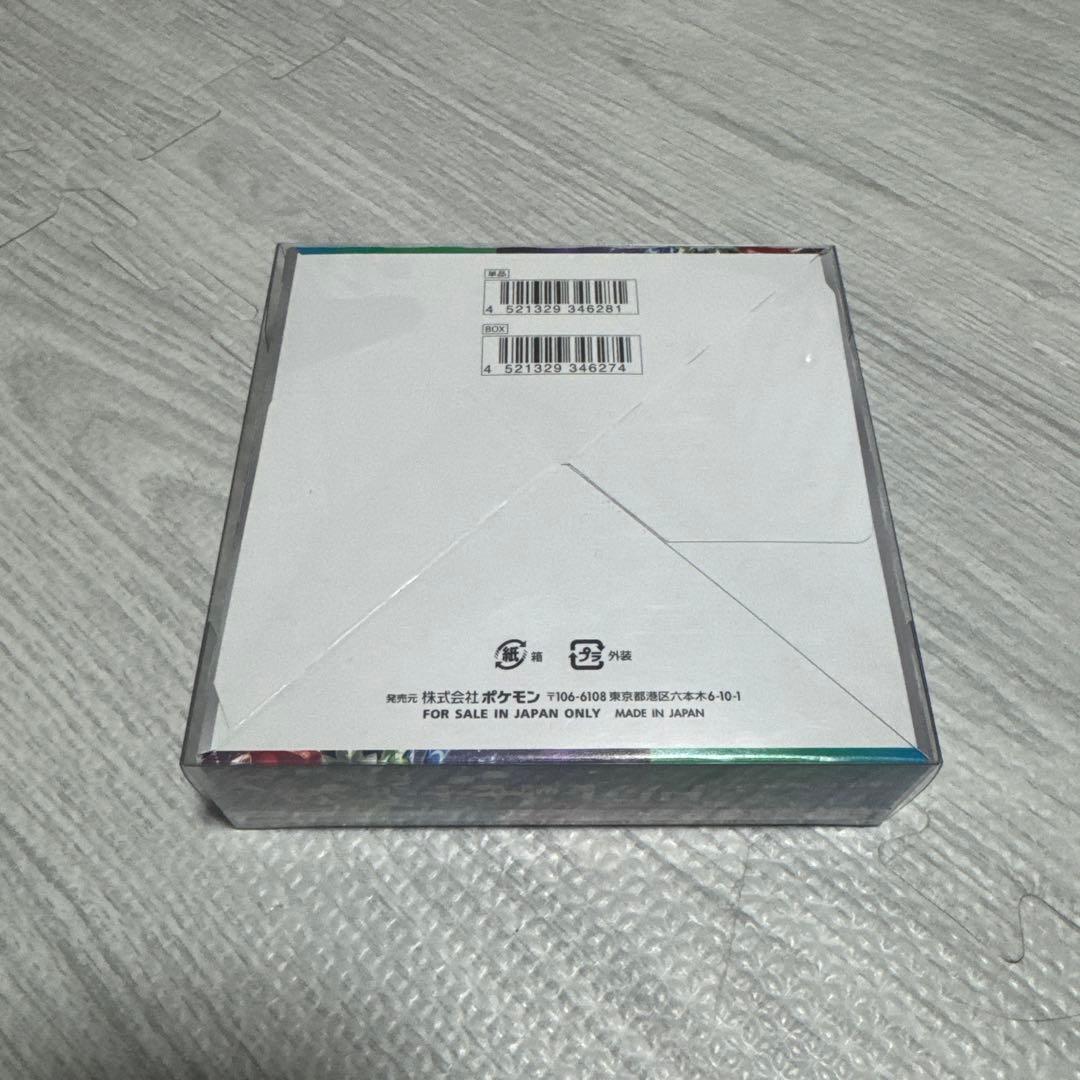 単品
4 521329 346281
BOX
4 521329 346274
紙 箱 プラ 外装
発売元 株式会社ポケモン 〒106-6108 東京都港区六本木6-10-1
FOR SALE IN JAPAN ONLY MADE IN JAPAN